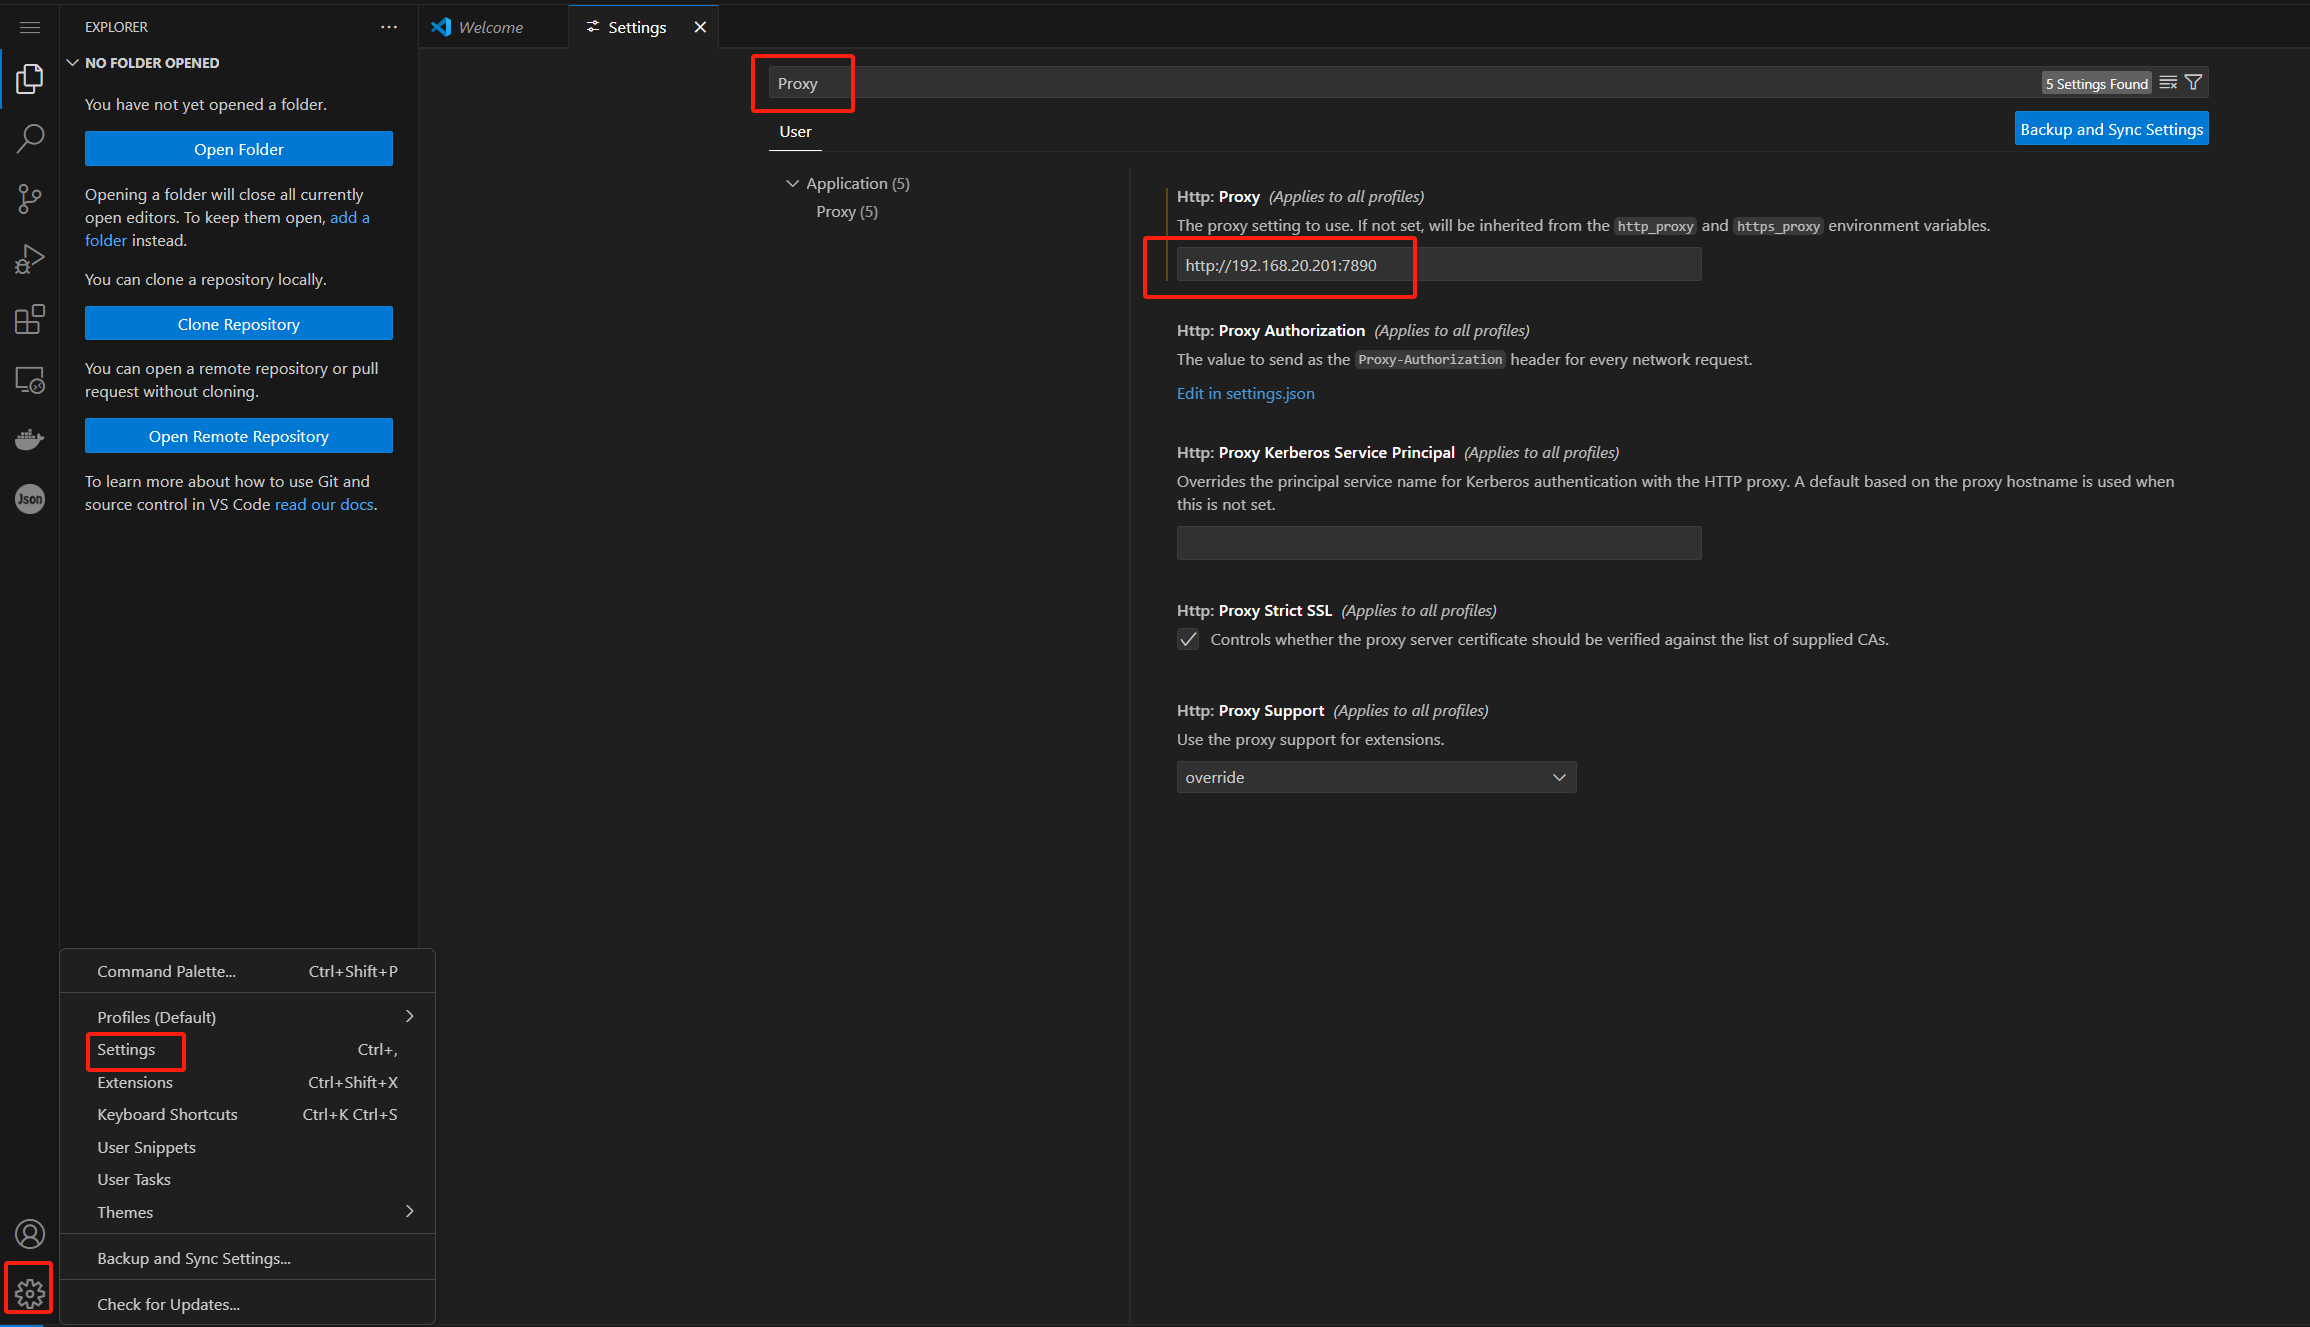 EXPLORER
NO FOLDER OPENED
You have not yet opened a folder.
Open Folder
Opening a folder will close all currently
open editors. To keep them open, add a
folder instead.
You can clone a repository locally.
Clone Repository
You can open a remote repository or pull
request without cloning.
Open Remote Repository
To learn more about how to use Git and
source control in VS Code read our docs.
Json
Command Palette... Ctrl+Shift+P
Profiles (Default)
Settings Ctrl+,
Extensions Ctrl+Shift+X
Keyboard Shortcuts Ctrl+K Ctrl+S
User Snippets
User Tasks
Themes
Backup and Sync Settings...
Check for Updates...
Welcome
Settings
Proxy
5 Settings Found
User
Backup and Sync Settings
Application (5)
Proxy (5)
Http: Proxy (Applies to all profiles)
The proxy setting to use. If not set, will be inherited from the http_proxy and https_proxy environment variables.
http://192.168.20.201:7890
Http: Proxy Authorization (Applies to all profiles)
The value to send as the Proxy-Authorization header for every network request.
Edit in settings.json
Http: Proxy Kerberos Service Principal (Applies to all profiles)
Overrides the principal service name for Kerberos authentication with the HTTP proxy. A default based on the proxy hostname is used when
this is not set.
Http: Proxy Strict SSL (Applies to all profiles)
Controls whether the proxy server certificate should be verified against the list of supplied CAs.
Http: Proxy Support (Applies to all profiles)
Use the proxy support for extensions.
override